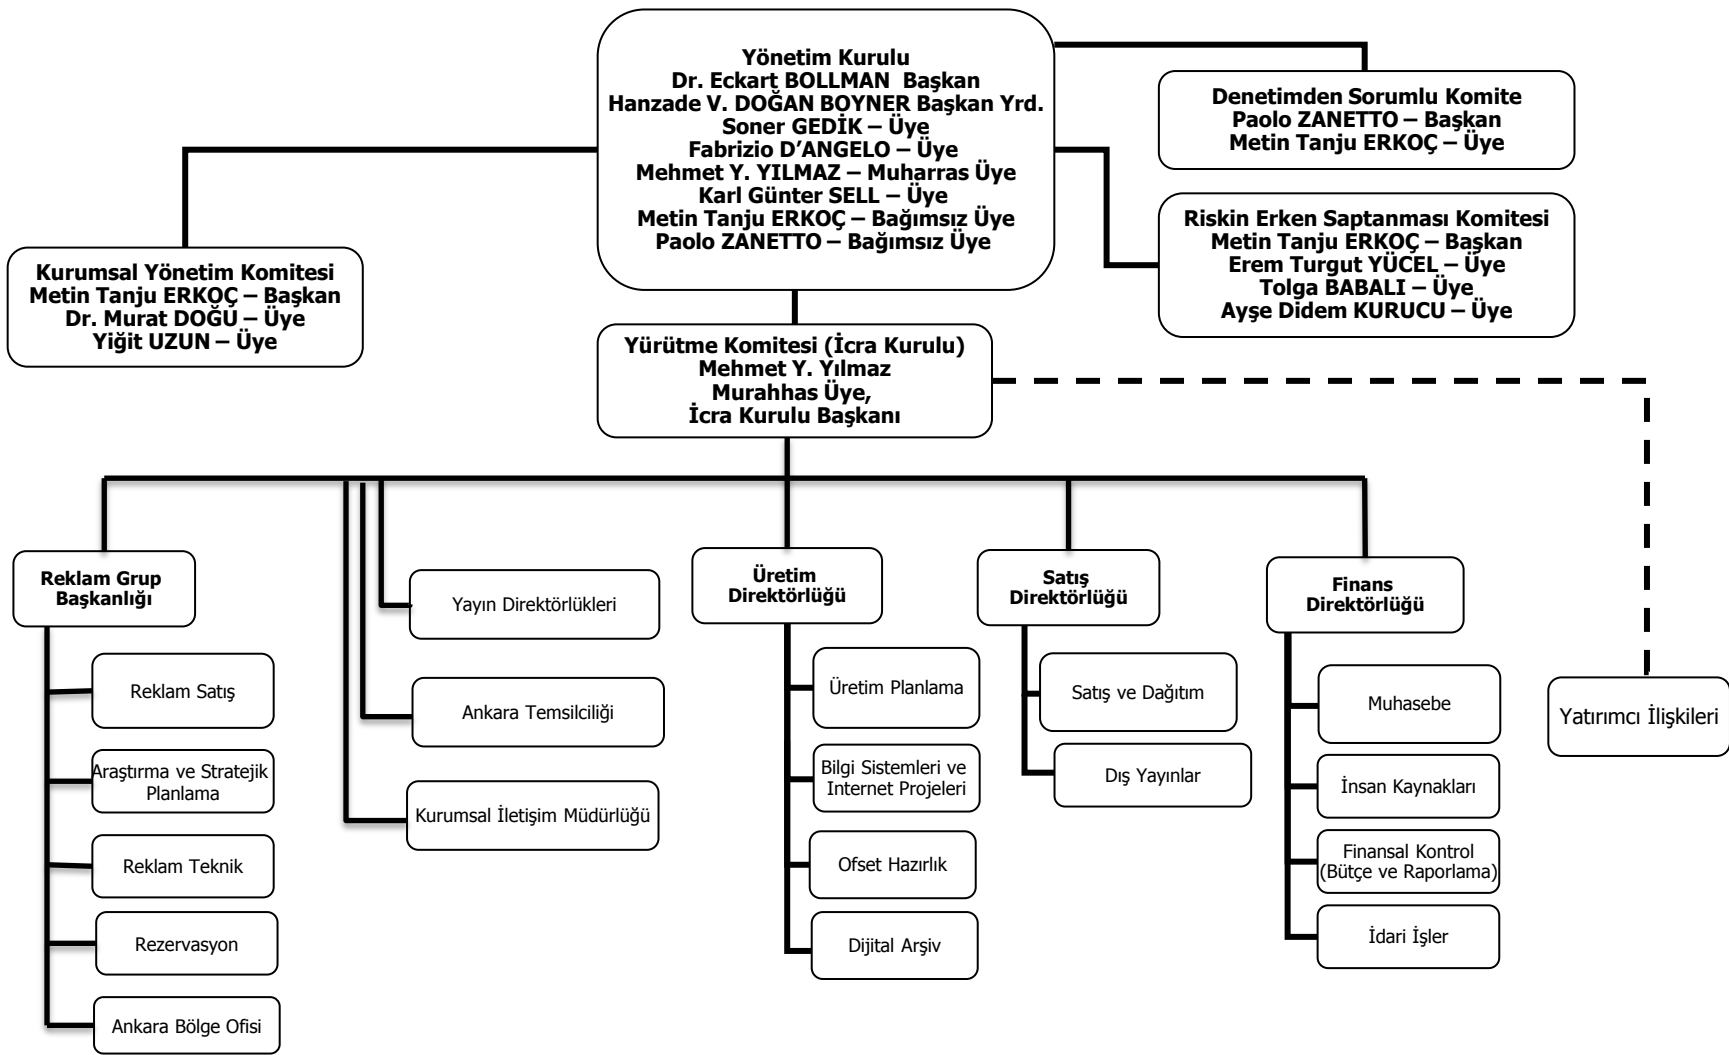 Yönetim Kurulu
Dr. Eckart BOLLMAN Başkan
Hanzade V. DOĞAN BOYNER Başkan Yrd.
Soner GEDİK – Üye
Fabrizio D’ANGELO – Üye
Mehmet Y. YILMAZ – Muharras Üye
Karl Günter SELL – Üye
Metin Tanju ERKOÇ – Bağımsız Üye
Paolo ZANETTO – Bağımsız Üye
Denetimden Sorumlu Komite
Paolo ZANETTO – Başkan
Metin Tanju ERKOÇ – Üye
Riskin Erken Saptanması Komitesi
Metin Tanju ERKOÇ – Başkan
Erem Turgut YÜCEL – Üye
Tolga BABALI – Üye
Ayşe Didem KURUCU – Üye
Kurumsal Yönetim Komitesi
Metin Tanju ERKOÇ – Başkan
Dr. Murat DOĞU – Üye
Yiğit UZUN – Üye
Yürütme Komitesi (İcra Kurulu)
Mehmet Y. Yılmaz
Murahhas Üye,
İcra Kurulu Başkanı
Reklam Grup
Başkanlığı
Reklam Satış
Araştırma ve Stratejik
Planlama
Reklam Teknik
Rezervasyon
Ankara Bölge Ofisi
Yayın Direktörlükleri
Ankara Temsilciliği
Kurumsal İletişim Müdürlüğü
Üretim
Direktörlüğü
Üretim Planlama
Bilgi Sistemleri ve
Internet Projeleri
Ofset Hazırlık
Dijital Arşiv
Satış
Direktörlüğü
Satış ve Dağıtım
Dış Yayınlar
Finans
Direktörlüğü
Muhasebe
İnsan Kaynakları
Finansal Kontrol
(Bütçe ve Raporlama)
İdari İşler
Yatırımcı İlişkileri